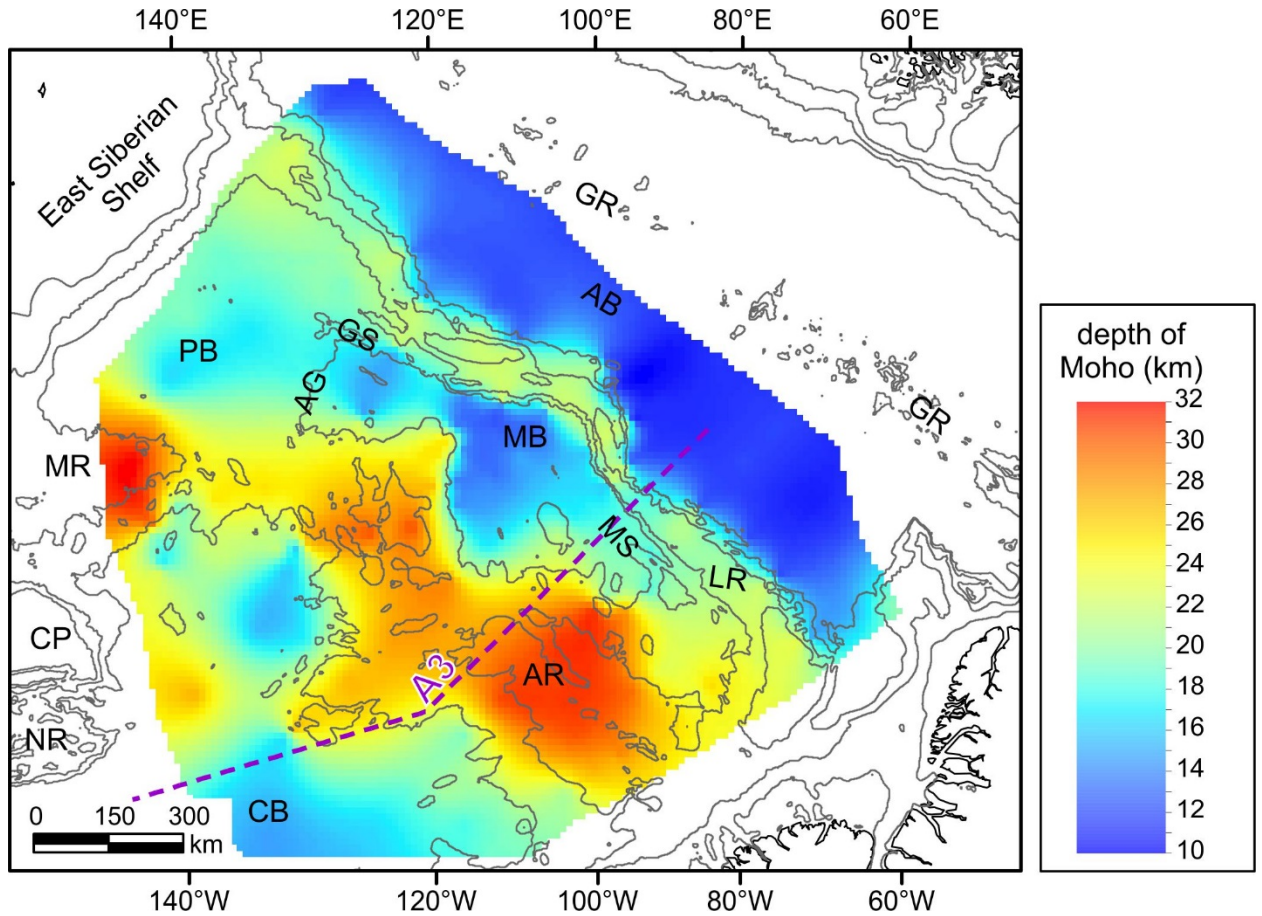 140°E 120°E 100°E 80°E 60°E
East Siberian
Shelf
GR
AB
GS
PB
AG
GR
MB
MR
MS
LR
CP
A3
AR
NR
CB
0 150 300
km
140°W 120°W 100°W 80°W 60°W
depth of
Moho (km)
32
30
28
26
24
22
20
18
16
14
12
10